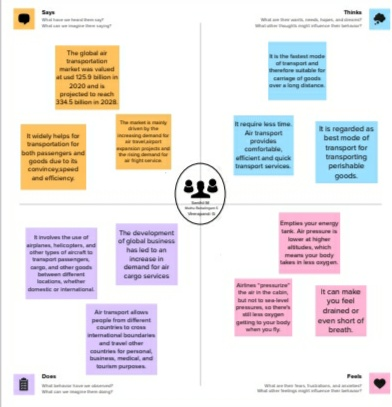 Says
What have we heard them say?
What can we imagine them saying?
The global air
transportation
market was valued
at usd 125.9 billion in
2020 and is
projected to reach
334.5 billion in 2028.
It widely helps for
transportation for
both passengers and
goods due to its
convincey,speed
and efficiency.
The market is mainly
driven by the
increasing demand for
air travel,airport
expansion projects and
the rising demand for
air freight service.
Thinks
What are their wants, needs, hopes, and dreams?
What other thoughts might influence their behavior?
It is the fastest mode
of transport and
therefore suitable for
carriage of goods
over a long distance.
It require less time.
Air transport
provides
comfortable,
efficient and quick
transport services.
It is regarded as
best mode of
transport for
transporting
perishable
goods.
It involves the use of
airplanes, helicopters, and
other types of aircraft to
transport passengers,
cargo, and other goods
between different
locations, whether
domestic or international.
The development
of global business
has led to an
increase in
demand for air
cargo services
Air transport allows
people from different
countries to cross
international boundaries
and travel other
countries for personal,
business, medical, and
tourism purposes.
Does
What behavior have we observed?
What can we imagine them doing?
Empties your energy
tank. Air pressure is
lower at higher
altitudes, which
means your body
takes in less oxygen.
Airlines "pressurize"
the air in the cabin,
but not to sea-level
pressures, so there's
still less oxygen
getting to your body
when you fly.
It can make
you feel
drained or
even short of
breath.
Feels
What are their fears, frustrations, and anxieties?
What other feelings might influence their behavior?